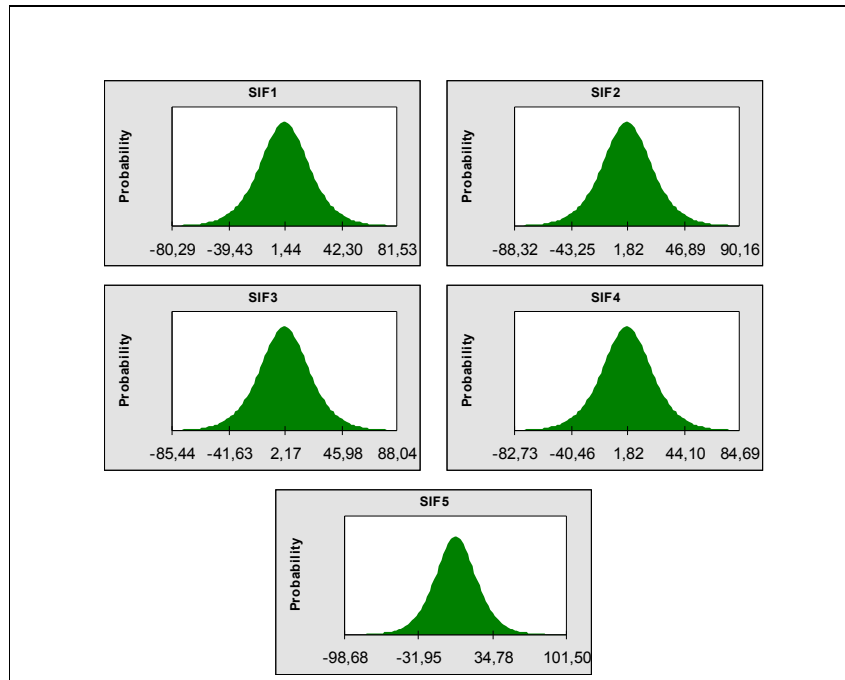 SIF1
Probability
-80,29 -39,43 1,44 42,30 81,53
SIF2
Probability
-88,32 -43,25 1,82 46,89 90,16
SIF3
Probability
-85,44 -41,63 2,17 45,98 88,04
SIF4
Probability
-82,73 -40,46 1,82 44,10 84,69
SIF5
Probability
-98,68 -31,95 34,78 101,50